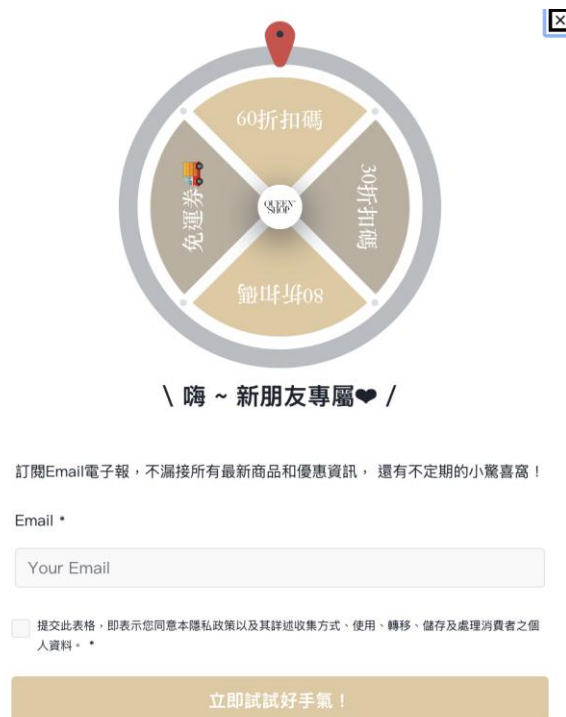 60折扣碼
30折扣碼
80折扣碼
免運券
QUEEN
SHOP
\ 嗨 ~ 新朋友專屬❤ /
訂閱Email電子報，不漏接所有最新商品和優惠資訊， 還有不定期的小驚喜窩！
Email *
Your Email
提交此表格，即表示您同意本隱私政策以及其詳述收集方式、使用、轉移、儲存及處理消費者之個
人資料。 *
立即試試好手氣！